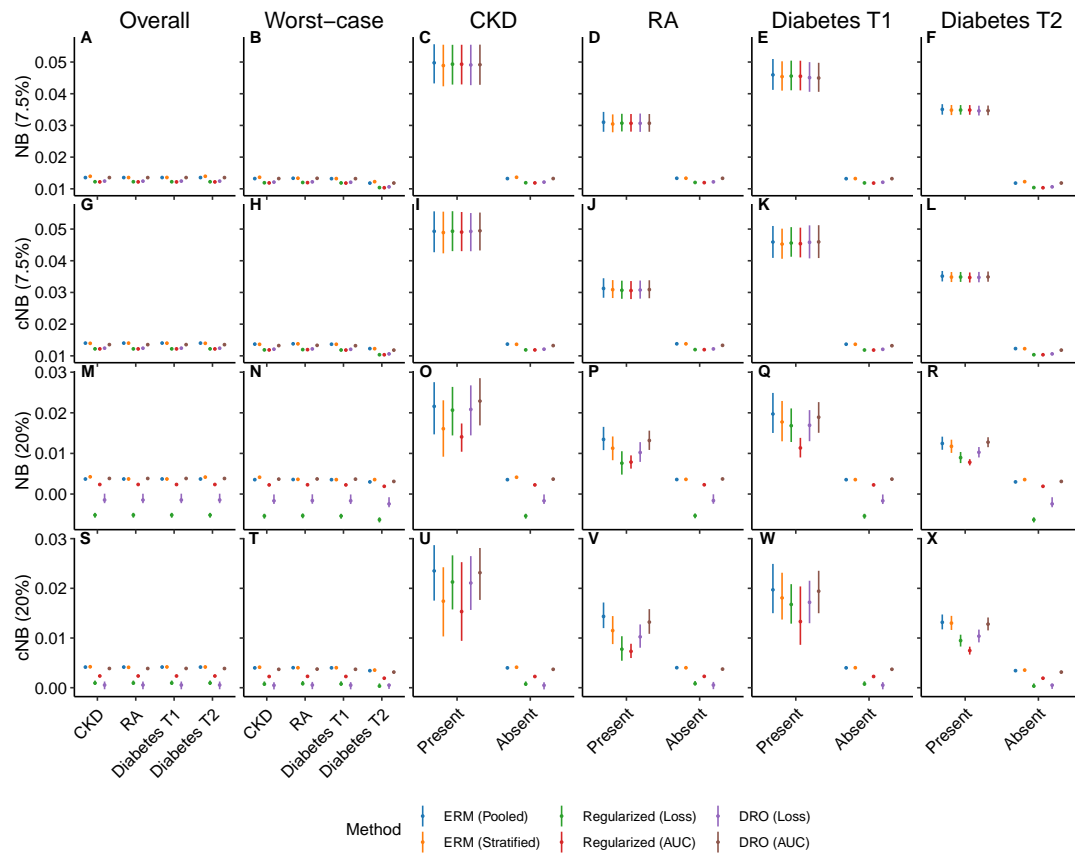 Overall Worst−case CKD RA Diabetes T1 Diabetes T2
A B C D E F
NB (7.5%)
0.05
0.04
0.03
0.02
0.01
G H I J K L
cNB (7.5%)
0.05
0.04
0.03
0.02
0.01
M N O P Q R
NB (20%)
0.03
0.02
0.01
0.00
S T U V W X
cNB (20%)
0.03
0.02
0.01
0.00
CKD RA Diabetes T1 Diabetes T2 CKD RA Diabetes T1 Diabetes T2 Present Absent Present Absent Present Absent Present Absent
Method
ERM (Pooled) Regularized (Loss) DRO (Loss)
ERM (Stratified) Regularized (AUC) DRO (AUC)